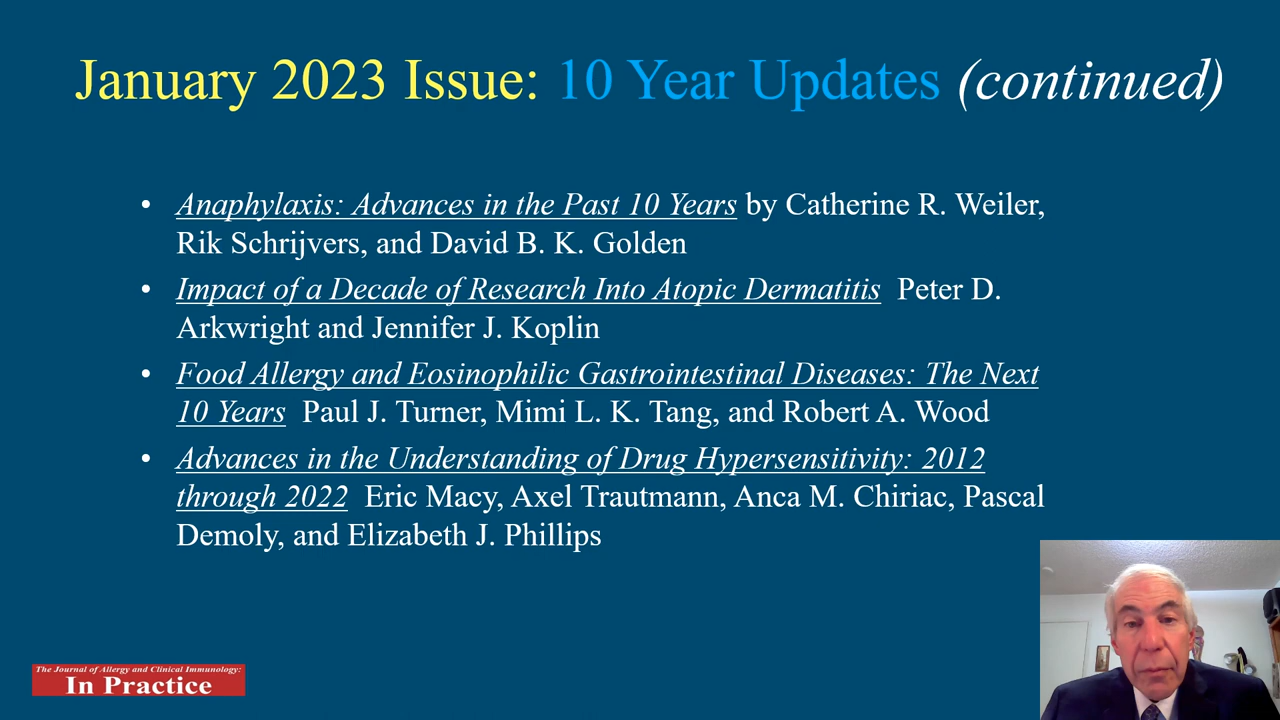 January 2023 Issue: 10 Year Updates (continued)
• Anaphylaxis: Advances in the Past 10 Years by Catherine R. Weiler,
Rik Schrijvers, and David B. K. Golden
• Impact of a Decade of Research Into Atopic Dermatitis Peter D.
Arkwright and Jennifer J. Koplin
• Food Allergy and Eosinophilic Gastrointestinal Diseases: The Next
10 Years Paul J. Turner, Mimi L. K. Tang, and Robert A. Wood
• Advances in the Understanding of Drug Hypersensitivity: 2012
through 2022 Eric Macy, Axel Trautmann, Anca M. Chiriac, Pascal
Demoly, and Elizabeth J. Phillips
The Journal of Allergy and Clinical Immunology:
In Practice